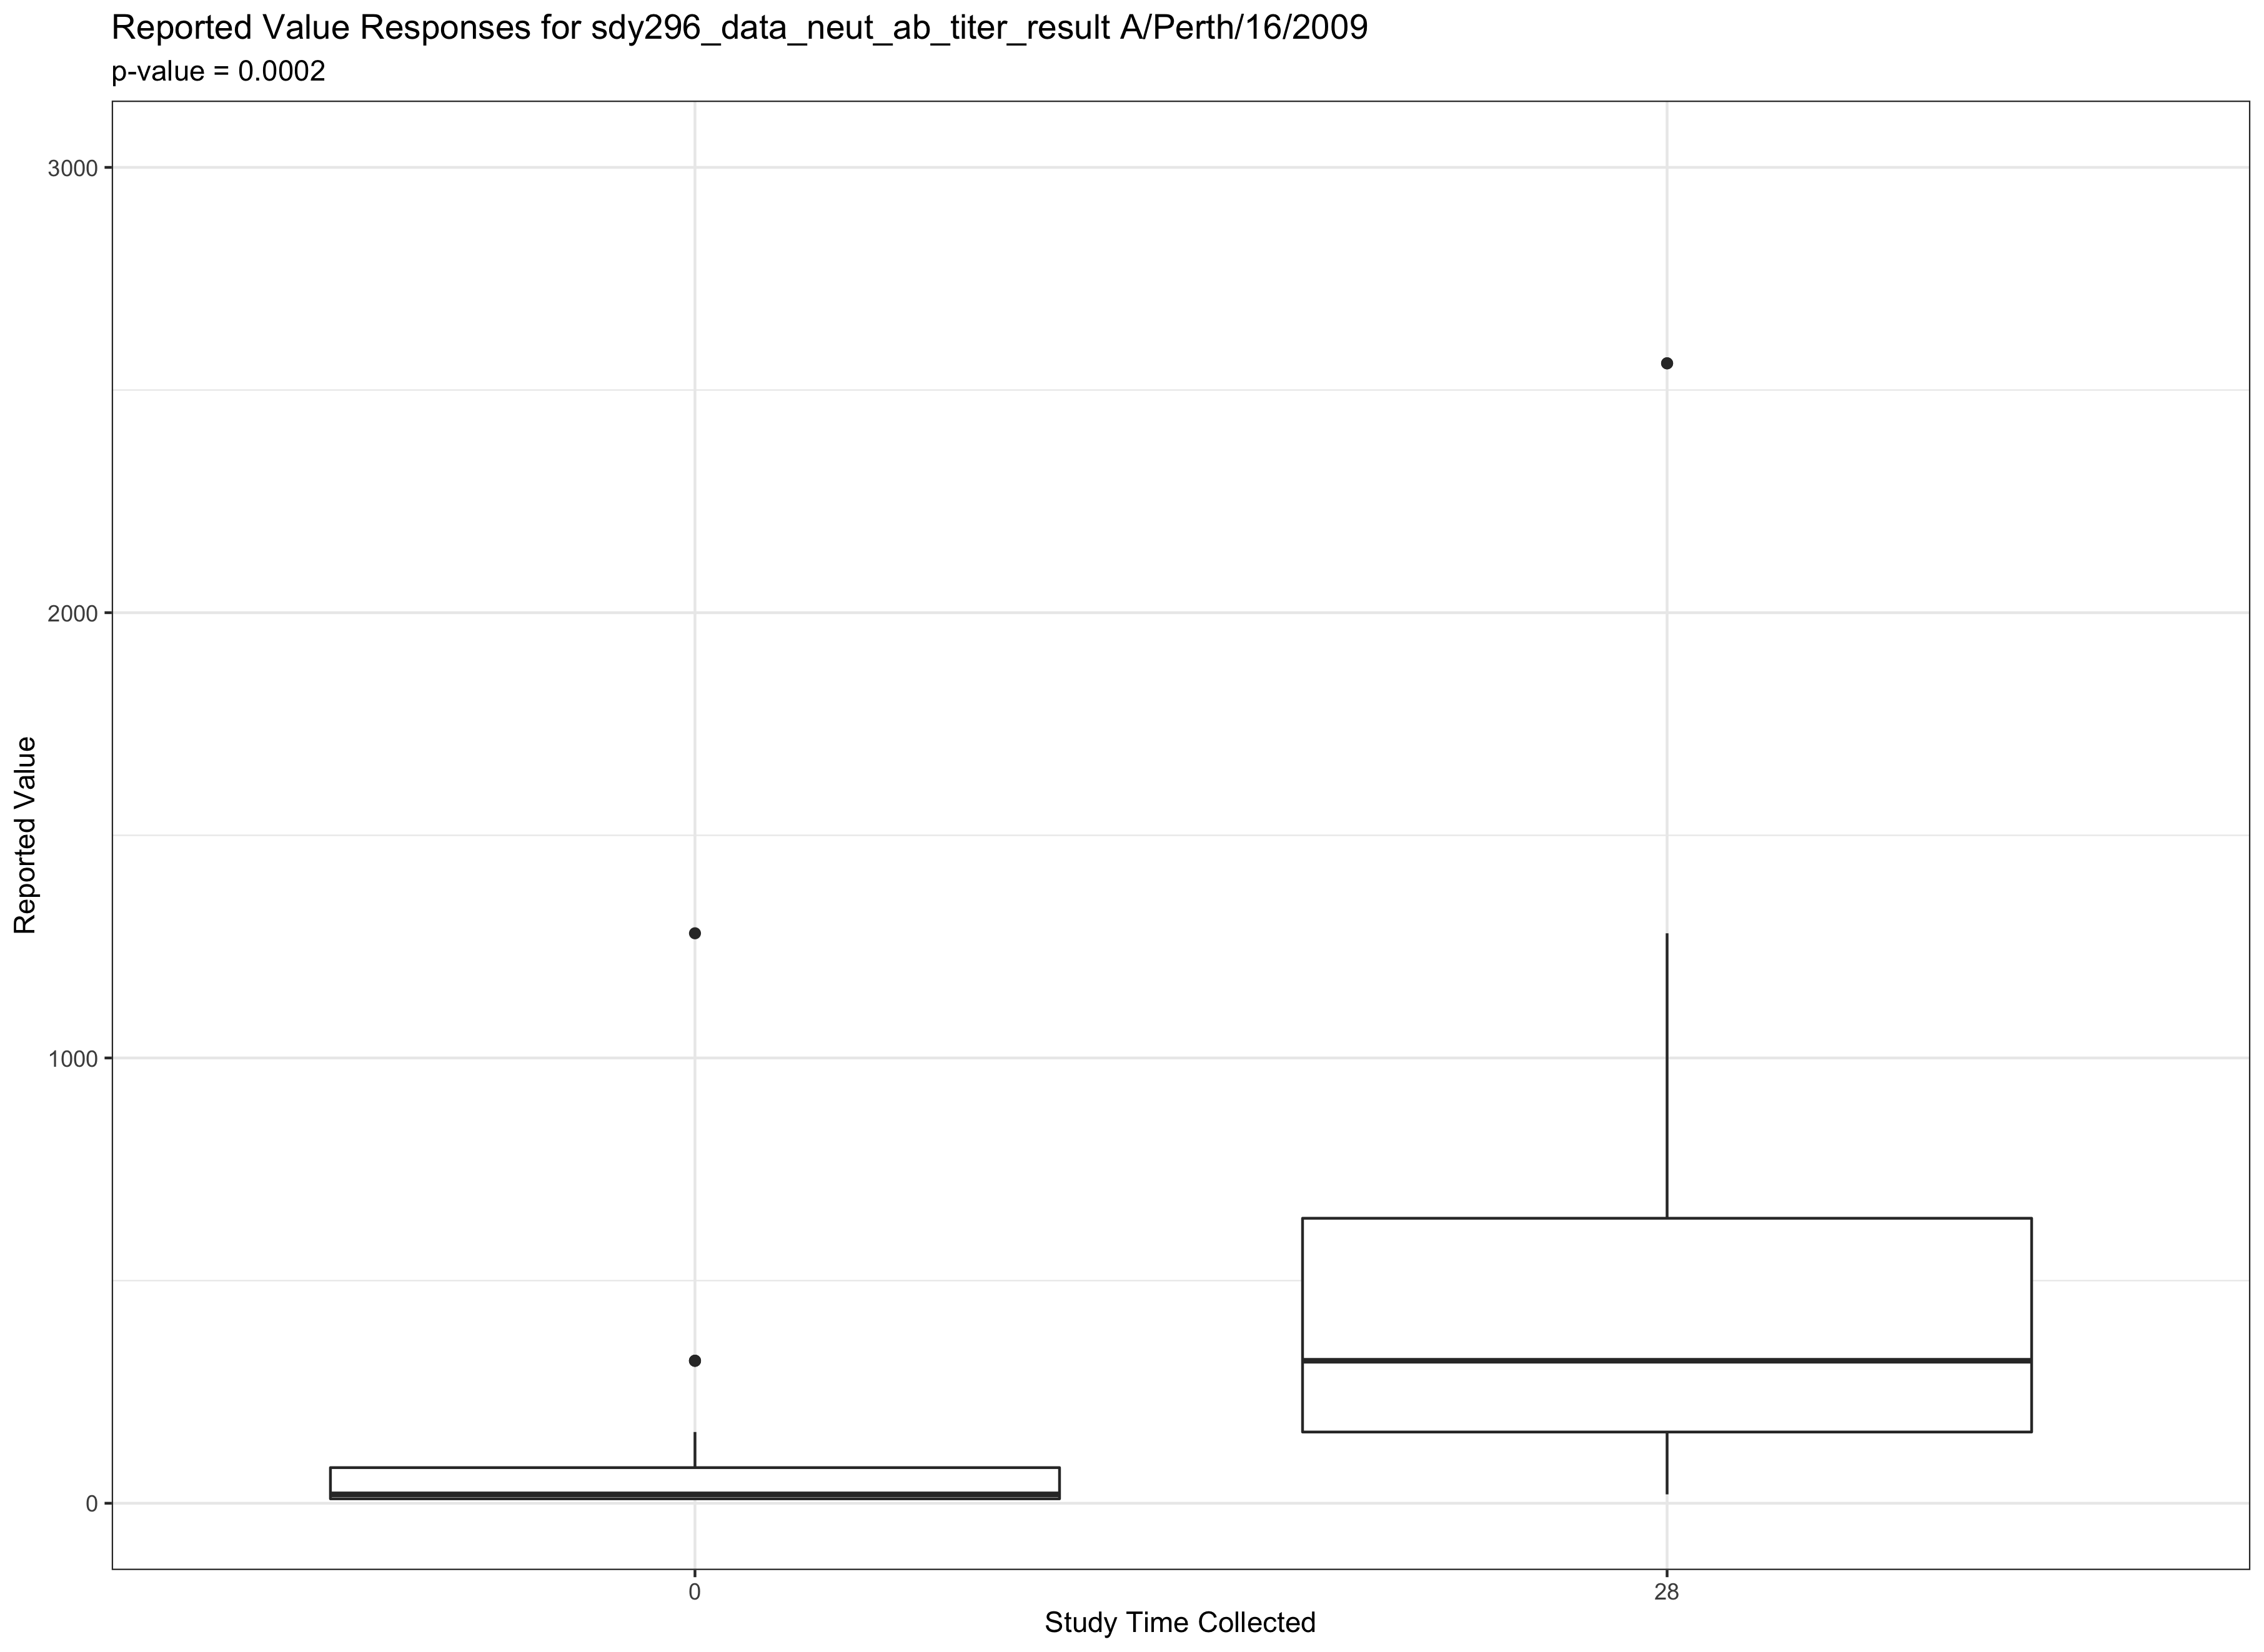 Reported Value Responses for sdy296_data_neut_ab_titer_result A/Perth/16/2009
p-value = 0.0002
3000
2000
1000
0
Reported Value
0
28
Study Time Collected